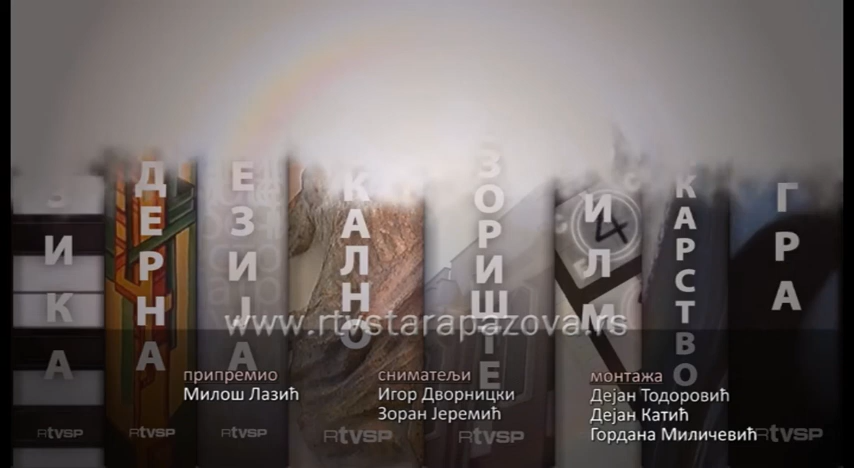 ИКА
ДЕРНА
ЕЗИЈА
КАЛНО
ЗОРИШТЕ
ИЛМ
4
КАРСТВО
ГРА
www.rtvstarapazova.rs
припремио
Милош Лазић
сниматељи
Игор Дворницки
Зоран Јеремић
монтажа
Дејан Тодоровић
Дејан Катић
Гордана Миличевић
RTVSP RTVSP RTVSP RTVSP RTVSP RTVSP